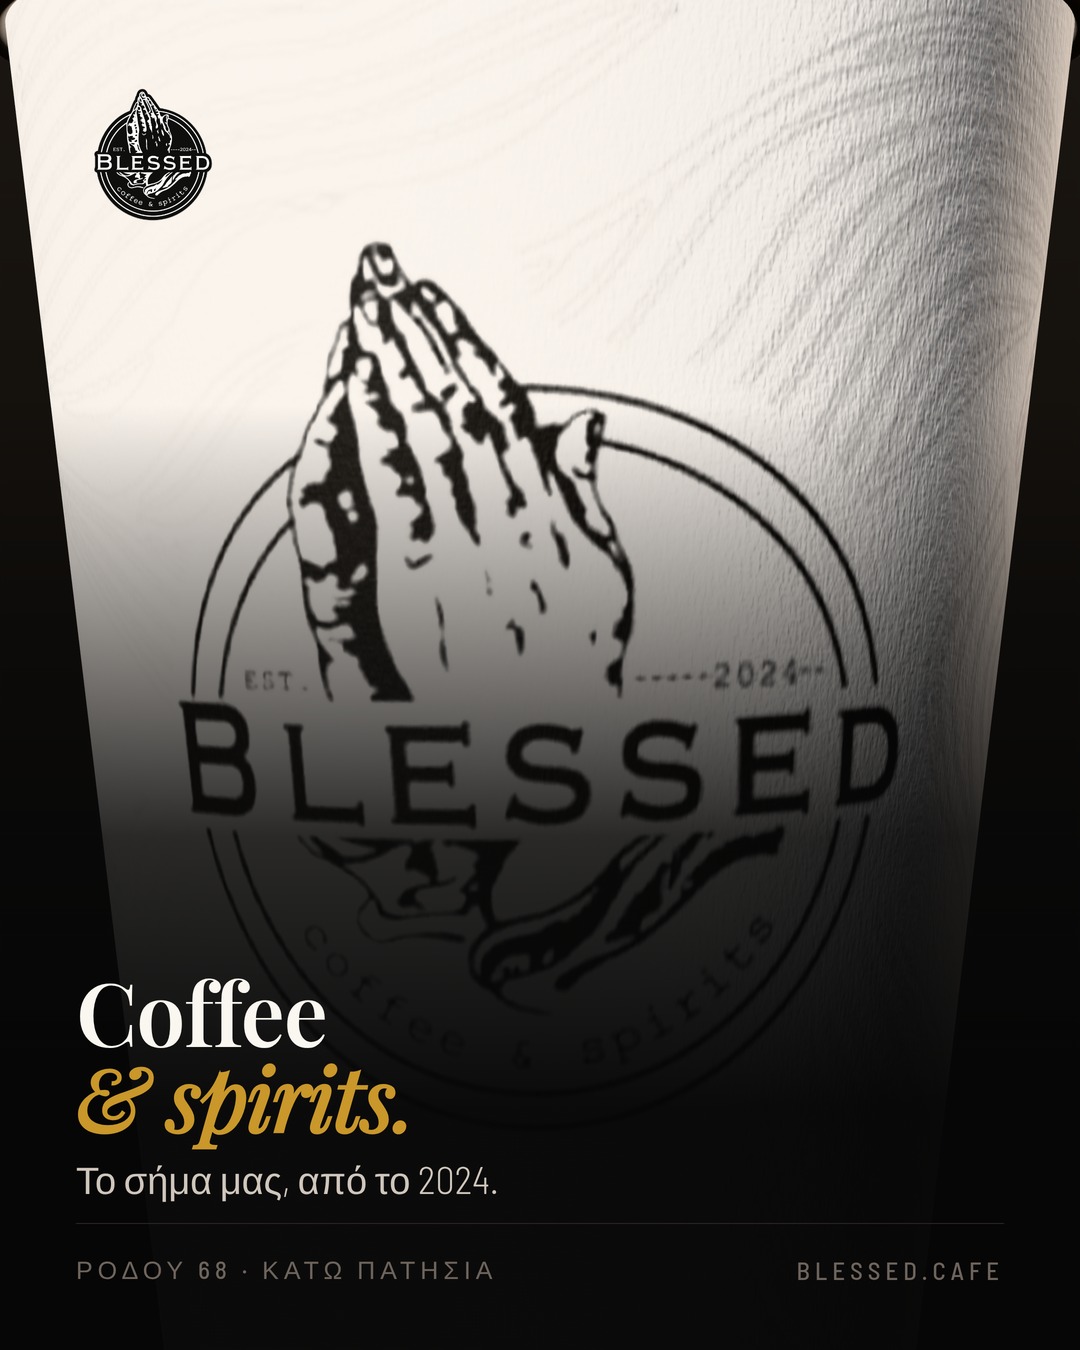 EST. ----2024--
BLESSED
coffee & spirits
EST. -----2024--
BLESSED
coffee & spirits
Coffee
& spirits.
Το σήμα μας, από το 2024.
ΡΟΔΟΥ 68 · ΚΑΤΩ ΠΑΤΗΣΙΑ
BLESSED.CAFE